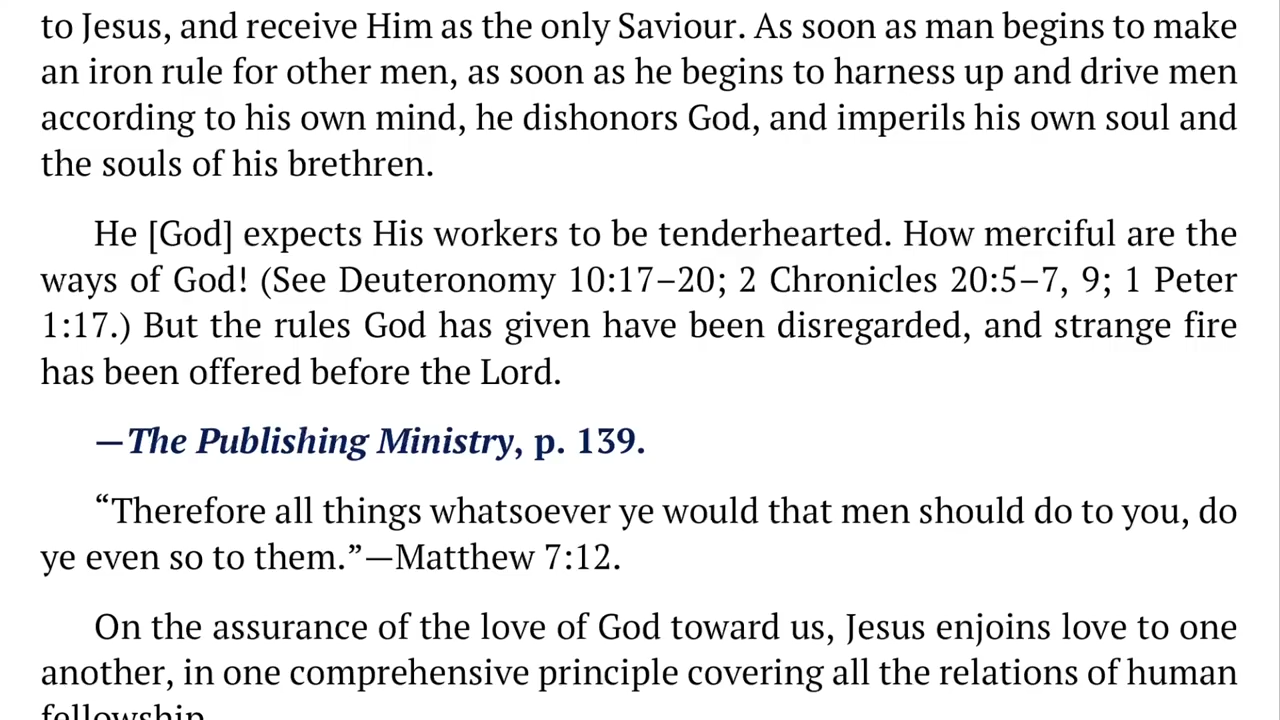 to Jesus, and receive Him as the only Saviour. As soon as man begins to make
an iron rule for other men, as soon as he begins to harness up and drive men
according to his own mind, he dishonors God, and imperils his own soul and
the souls of his brethren.
He [God] expects His workers to be tenderhearted. How merciful are the
ways of God! (See Deuteronomy 10:17–20; 2 Chronicles 20:5–7, 9; 1 Peter
1:17.) But the rules God has given have been disregarded, and strange fire
has been offered before the Lord.
—The Publishing Ministry, p. 139.
“Therefore all things whatsoever ye would that men should do to you, do
ye even so to them.”—Matthew 7:12.
On the assurance of the love of God toward us, Jesus enjoins love to one
another, in one comprehensive principle covering all the relations of human
fellowship.